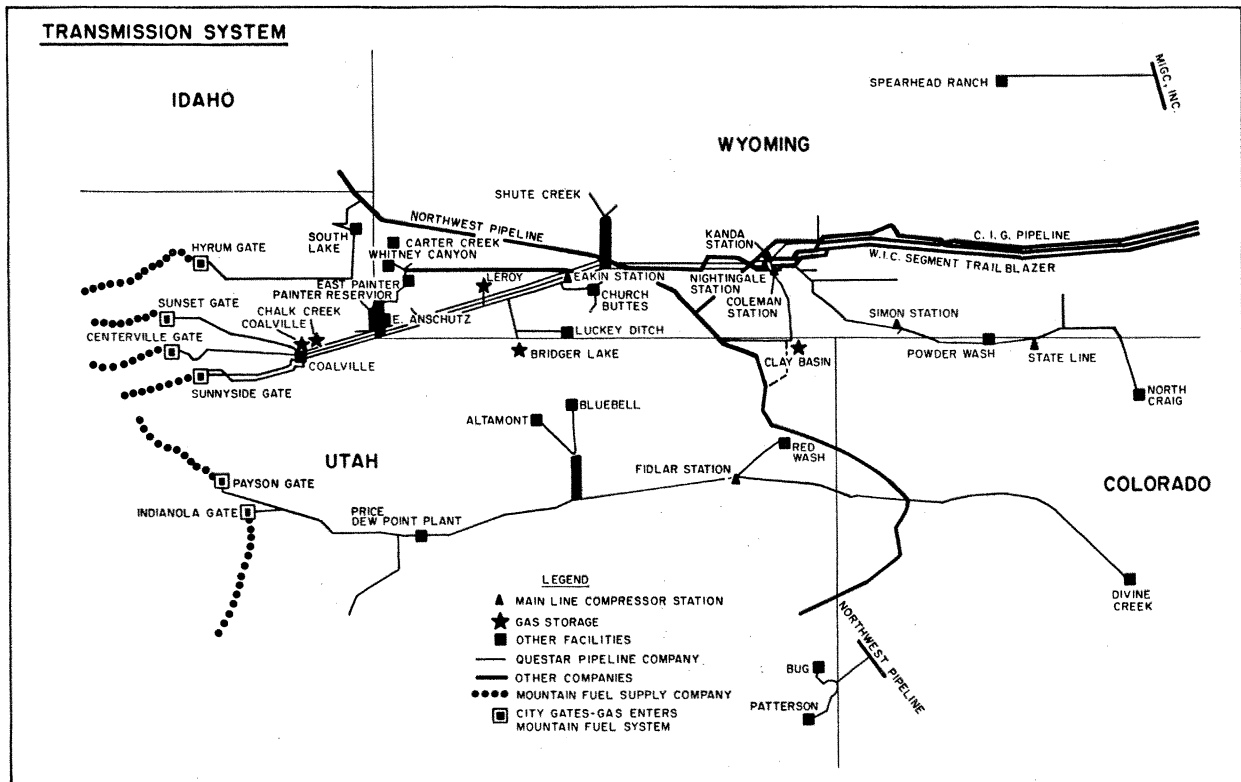 TRANSMISSION SYSTEM
IDAHO
WYOMING
SPEARHEAD RANCH
MIGC, INC.
SHUTE CREEK
NORTHWEST PIPELINE
SOUTH
LAKE
CARTER CREEK
WHITNEY CANYON
KANDA
STATION
C. I. G. PIPELINE
W.I.C. SEGMENT TRAILBLAZER
HYRUM GATE
EAST PAINTER
PAINTER RESERVIOR
LEROY
EAKIN STATION
NIGHTINGALE
STATION
COLEMAN
STATION
CHURCH
BUTTES
SUNSET GATE
CHALK CREEK
COALVILLE
E. ANSCHUTZ
SIMON STATION
CENTERVILLE GATE
LUCKEY DITCH
BRIDGER LAKE
COALVILLE
CLAY BASIN
POWDER WASH
STATE LINE
SUNNYSIDE GATE
NORTH
CRAIG
BLUEBELL
ALTAMONT
UTAH
RED
WASH
FIDLAR STATION
COLORADO
PAYSON GATE
INDIANOLA GATE
PRICE
DEW POINT PLANT
DIVINE
CREEK
LEGEND
MAIN LINE COMPRESSOR STATION
GAS STORAGE
OTHER FACILITIES
QUESTAR PIPELINE COMPANY
OTHER COMPANIES
MOUNTAIN FUEL SUPPLY COMPANY
CITY GATES-GAS ENTERS
MOUNTAIN FUEL SYSTEM
NORTHWEST PIPELINE
BUG
PATTERSON